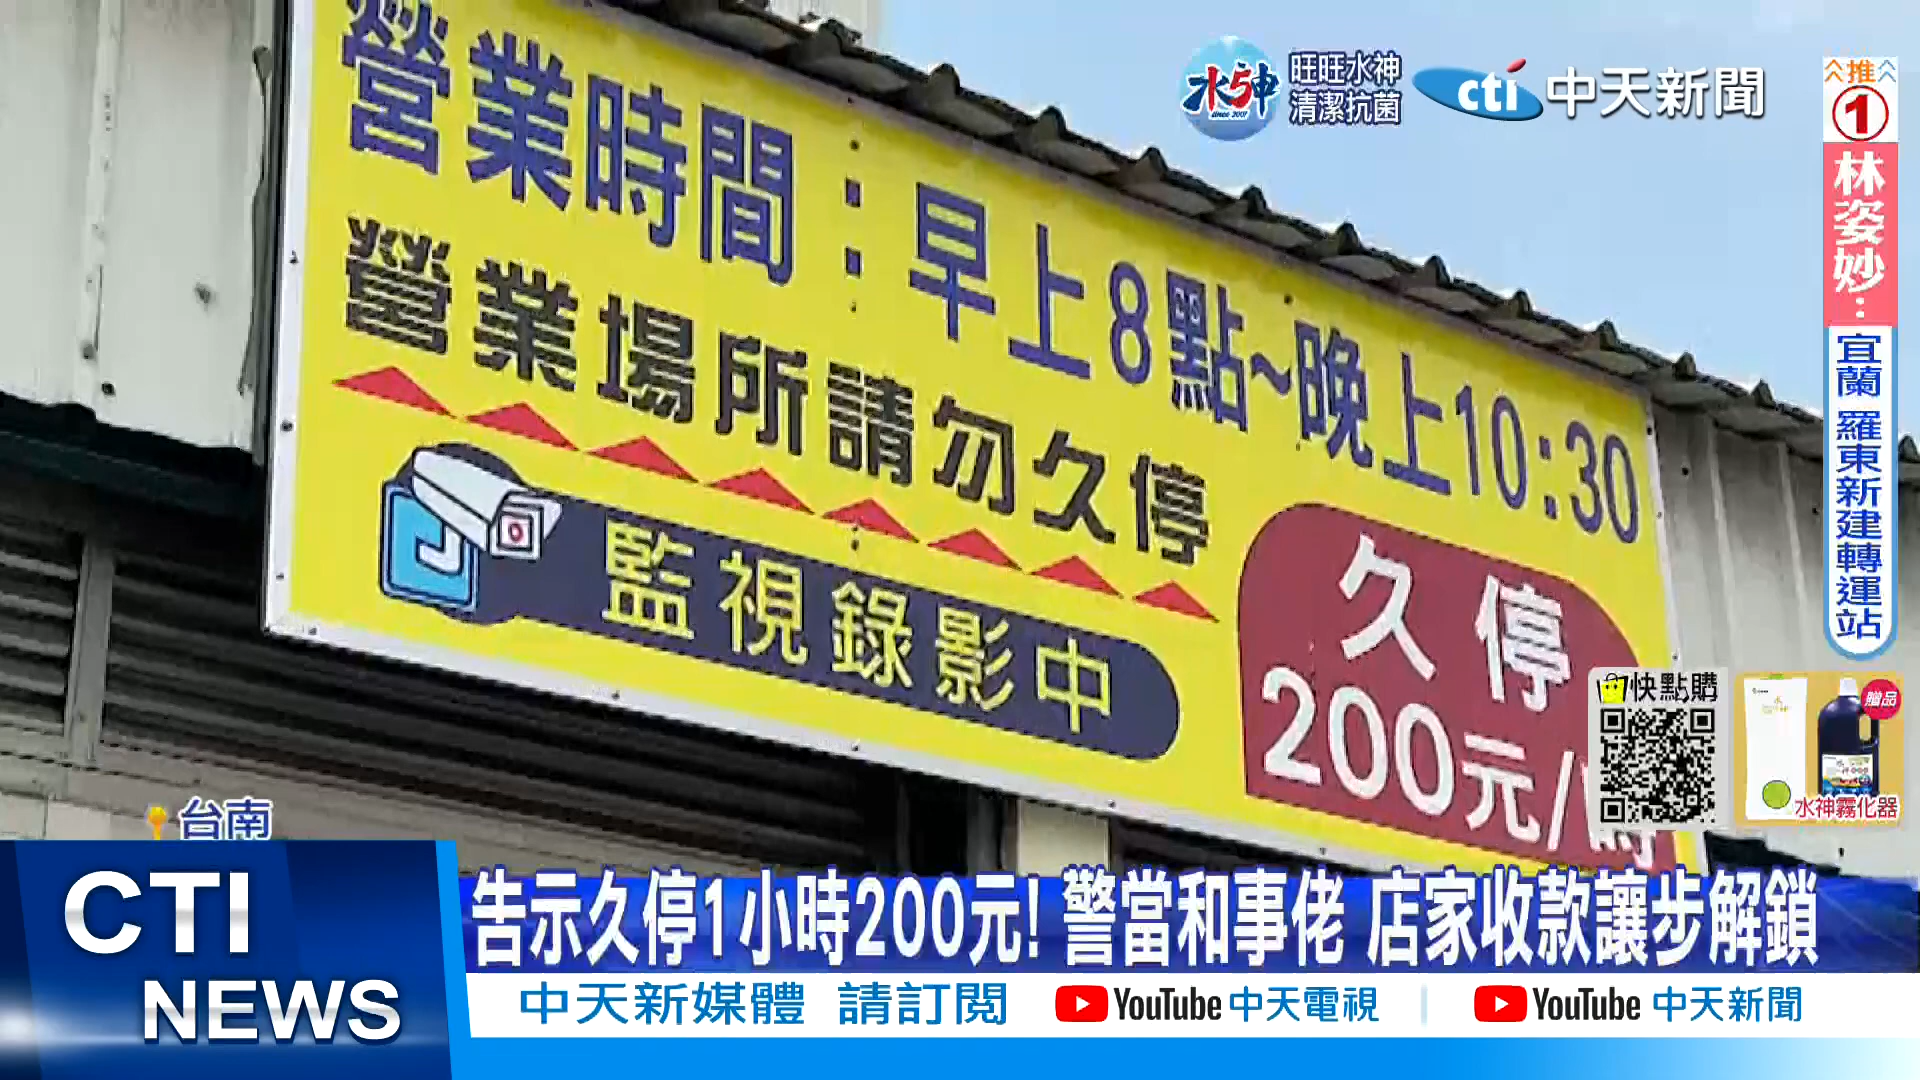 營業時間：早上8點~晚上10:30
營業場所請勿久停
監視錄影中
久停
200元/時
水神
since 2007
旺旺水神
清潔抗菌
cti 中天新聞
推
1
林姿妙：
宜蘭 羅東新建轉運站
快點購
贈品
水神霧化器
台南
CTI
NEWS
告示久停1小時200元! 警當和事佬 店家收款讓步解鎖
中天新媒體 請訂閱 YouTube 中天電視 | YouTube 中天新聞